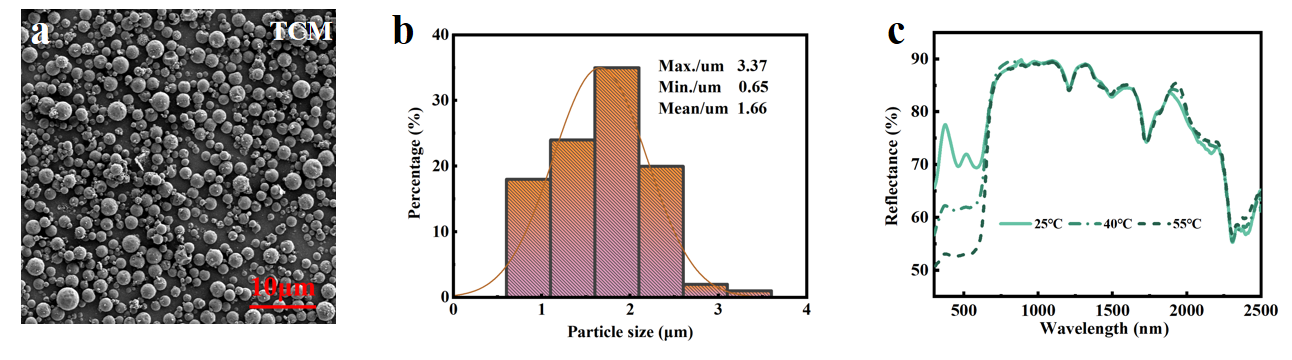 a
TCM
10μm
b
40
30
20
10
0
Percentage (%)
Max./um 3.37
Min./um 0.65
Mean/um 1.66
0 1 2 3 4
Particle size (μm)
c
90
80
70
60
50
Reflectance (%)
25℃ 40℃ 55℃
500 1000 1500 2000 2500
Wavelength (nm)